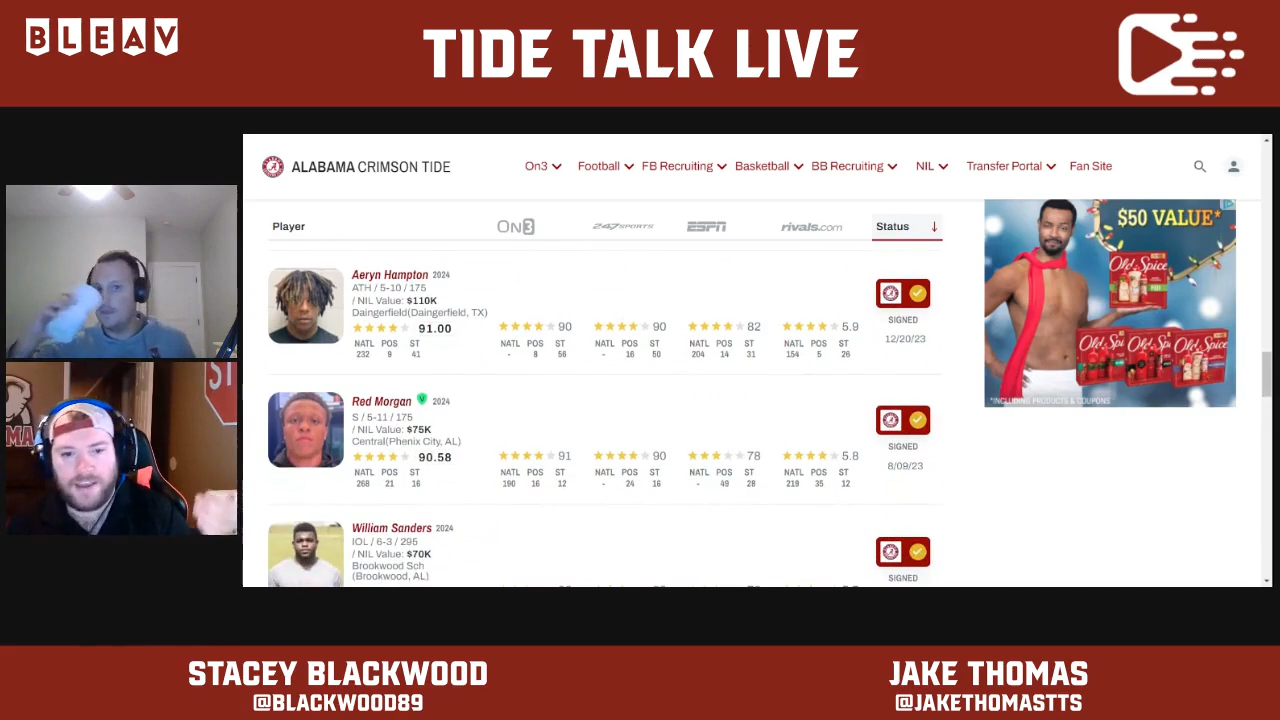 BLEAV
TIDE TALK LIVE
ALABAMA CRIMSON TIDE
On3 Football FB Recruiting Basketball BB Recruiting NIL Transfer Portal Fan Site
Player ON3 247SPORTS ESPN rivals.com Status
Aeryn Hampton 2024
ATH / 5-10 / 175
/ NIL Value: $110K
Daingerfield(Daingerfield, TX)
91.00 90 90 82 5.9
NATL POS ST NATL POS ST NATL POS ST NATL POS ST NATL POS ST
232 9 41 - 8 56 - 16 50 204 14 31 154 5 26
SIGNED
12/20/23
Red Morgan 2024
S / 5-11 / 175
/ NIL Value: $75K
Central(Phenix City, AL)
90.58 91 90 78 5.8
NATL POS ST NATL POS ST NATL POS ST NATL POS ST NATL POS ST
268 21 16 190 16 12 - 24 16 - 49 28 219 35 12
SIGNED
8/09/23
William Sanders 2024
IOL / 6-3 / 295
/ NIL Value: $70K
Brookwood Sch
(Brookwood, AL)
SIGNED
$50 VALUE*
Old Spice
*INCLUDING PRODUCTS & COUPONS
ST
STACEY BLACKWOOD
@BLACKWOOD89
JAKE THOMAS
@JAKETHOMASTTS